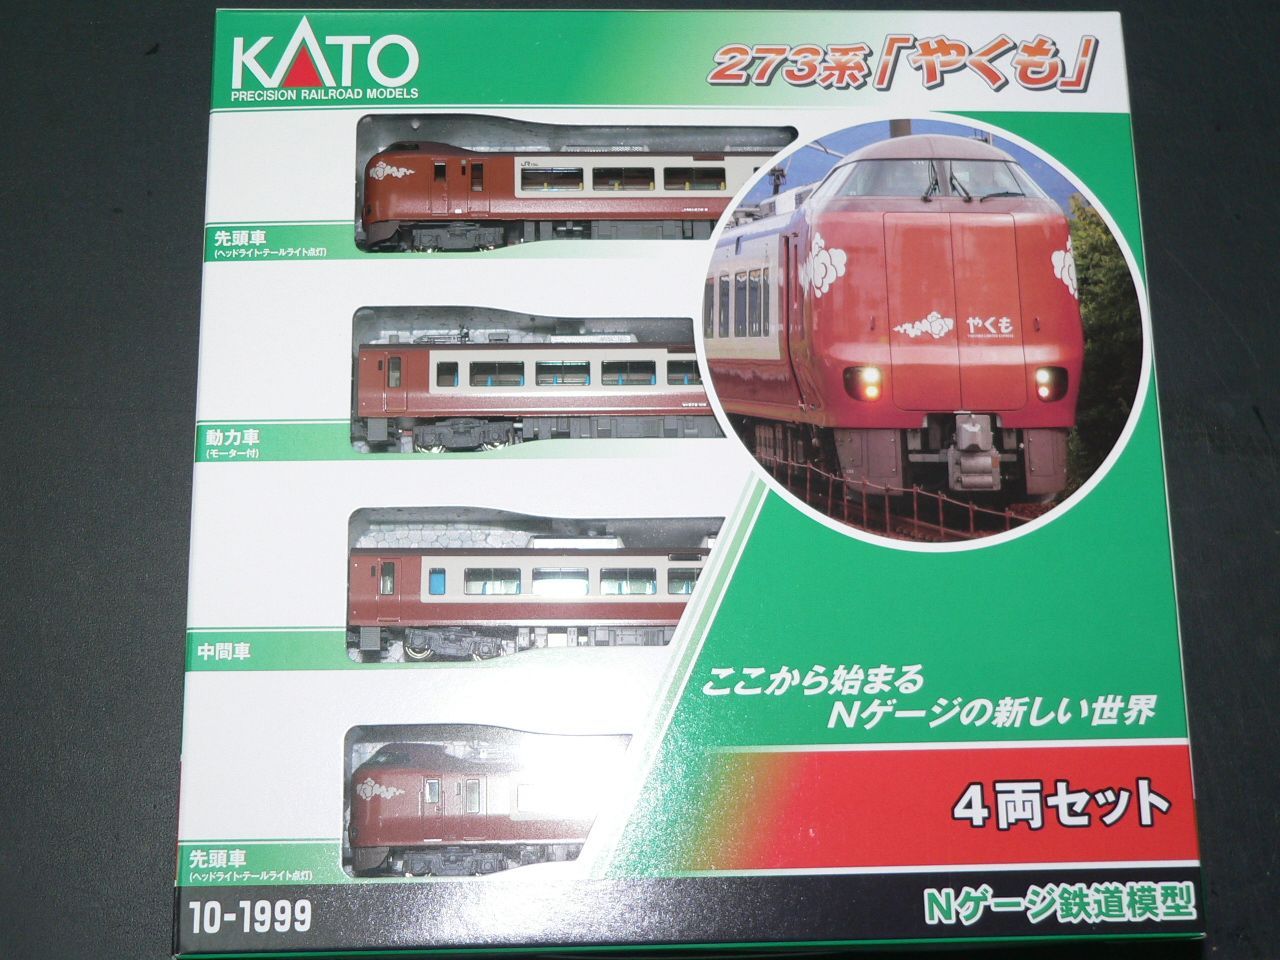 KATO
PRECISION RAILROAD MODELS
273系「やくも」
先頭車
(ヘッドライト・テールライト点灯)
やくも
動力車
(モーター付)
中間車
ここから始まる
Nゲージの新しい世界
4両セット
先頭車
(ヘッドライト・テールライト点灯)
10-1999
Nゲージ鉄道模型